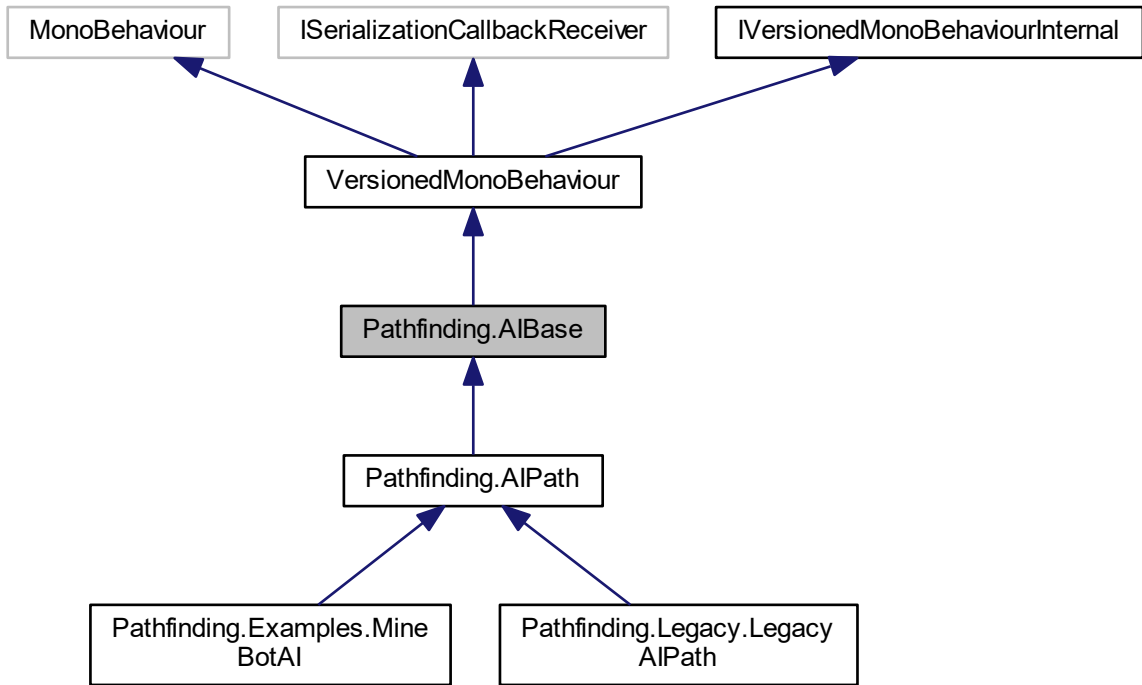 MonoBehaviour
ISerializationCallbackReceiver
IVersionedMonoBehaviourInternal
VersionedMonoBehaviour
Pathfinding.AIBase
Pathfinding.AIPath
Pathfinding.Examples.Mine
BotAI
Pathfinding.Legacy.Legacy
AIPath